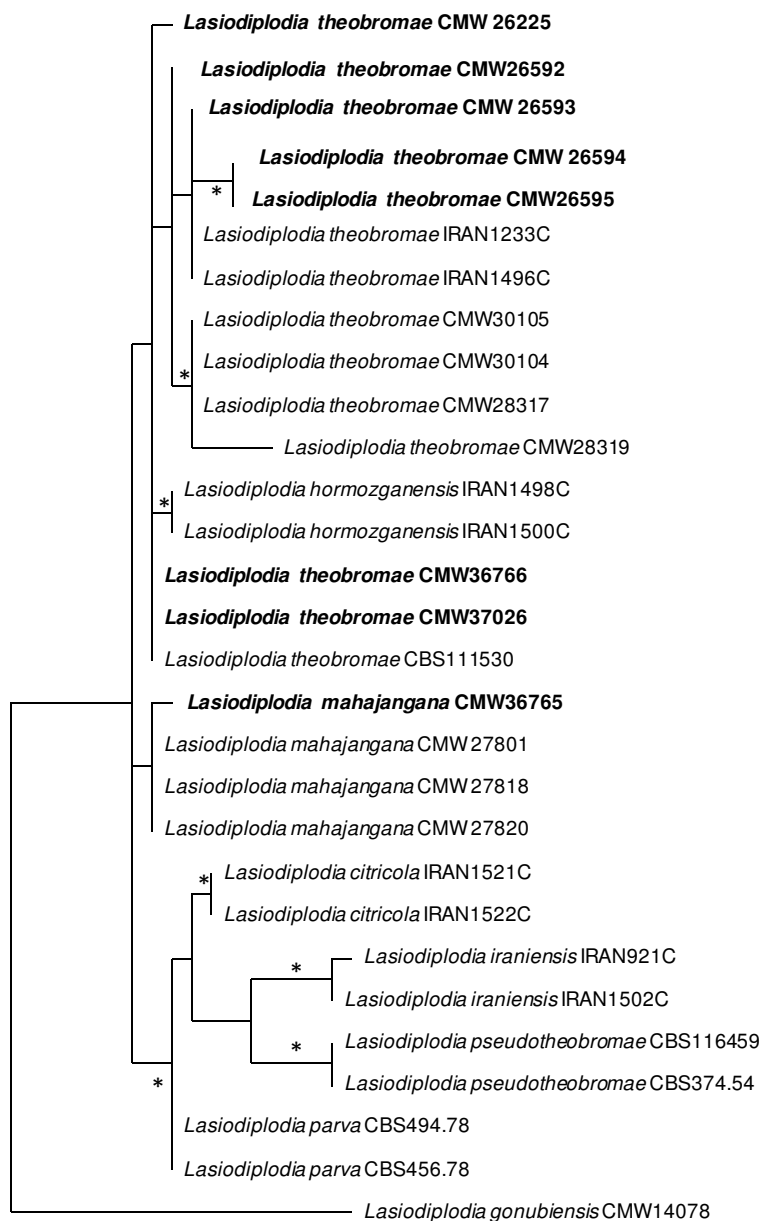 Lasiodiplodia theobromae CMW 26225
Lasiodiplodia theobromae CMW26592
Lasiodiplodia theobromae CMW 26593
Lasiodiplodia theobromae CMW 26594
*
Lasiodiplodia theobromae CMW26595
Lasiodiplodia theobromae IRAN1233C
Lasiodiplodia theobromae IRAN1496C
Lasiodiplodia theobromae CMW30105
Lasiodiplodia theobromae CMW30104
*
Lasiodiplodia theobromae CMW28317
Lasiodiplodia theobromae CMW28319
Lasiodiplodia hormozganensis IRAN1498C
*
Lasiodiplodia hormozganensis IRAN1500C
Lasiodiplodia theobromae CMW36766
Lasiodiplodia theobromae CMW37026
Lasiodiplodia theobromae CBS111530
Lasiodiplodia mahajangana CMW36765
Lasiodiplodia mahajangana CMW 27801
Lasiodiplodia mahajangana CMW 27818
Lasiodiplodia mahajangana CMW 27820
* Lasiodiplodia citricola IRAN1521C
Lasiodiplodia citricola IRAN1522C
Lasiodiplodia iraniensis IRAN921C
*
Lasiodiplodia iraniensis IRAN1502C
Lasiodiplodia pseudotheobromae CBS116459
*
Lasiodiplodia pseudotheobromae CBS374.54
*
Lasiodiplodia parva CBS494.78
Lasiodiplodia parva CBS456.78
Lasiodiplodia gonubiensis CMW14078